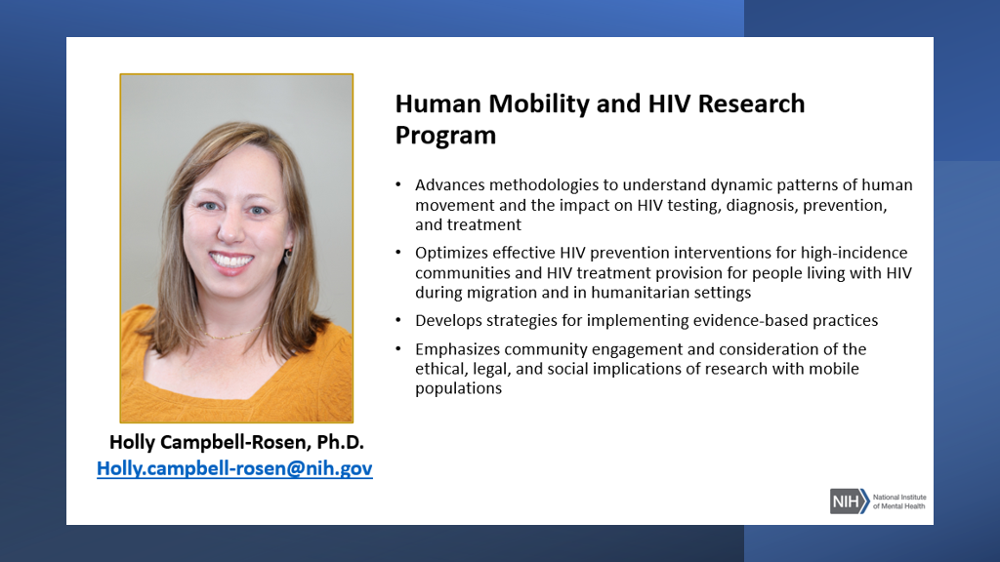 Human Mobility and HIV Research
Program
• Advances methodologies to understand dynamic patterns of human
movement and the impact on HIV testing, diagnosis, prevention,
and treatment
• Optimizes effective HIV prevention interventions for high-incidence
communities and HIV treatment provision for people living with HIV
during migration and in humanitarian settings
• Develops strategies for implementing evidence-based practices
• Emphasizes community engagement and consideration of the
ethical, legal, and social implications of research with mobile
populations
Holly Campbell-Rosen, Ph.D.
Holly.campbell-rosen@nih.gov
NIH National Institute
of Mental Health